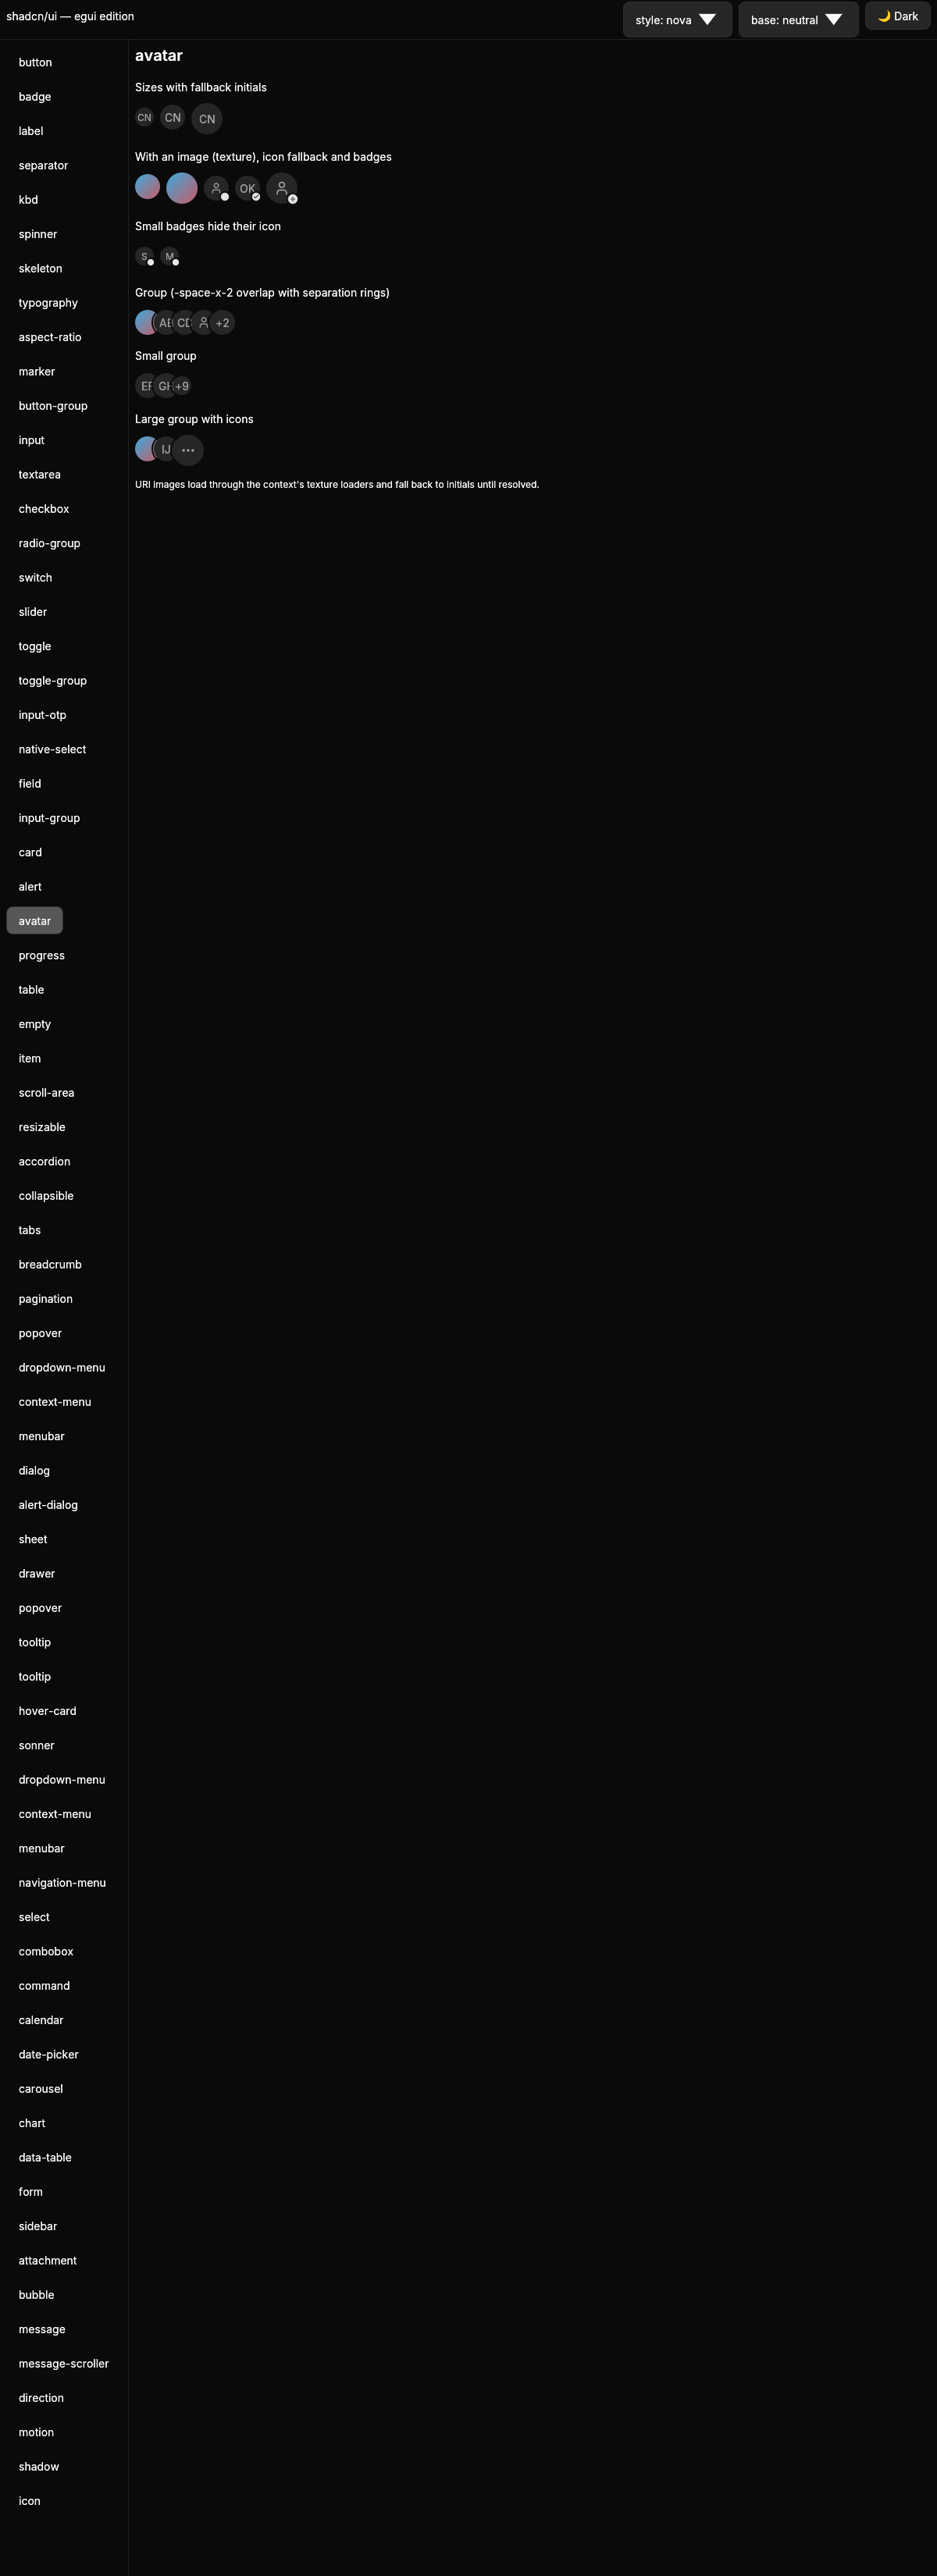 shadcn/ui — egui edition
style: nova
base: neutral
🌙 Dark
button
badge
label
separator
kbd
spinner
skeleton
typography
aspect-ratio
marker
button-group
input
textarea
checkbox
radio-group
switch
slider
toggle
toggle-group
input-otp
native-select
field
input-group
card
alert
avatar
progress
table
empty
item
scroll-area
resizable
accordion
collapsible
tabs
breadcrumb
pagination
popover
dropdown-menu
context-menu
menubar
dialog
alert-dialog
sheet
drawer
popover
tooltip
tooltip
hover-card
sonner
dropdown-menu
context-menu
menubar
navigation-menu
select
combobox
command
calendar
date-picker
carousel
chart
data-table
form
sidebar
attachment
bubble
message
message-scroller
direction
motion
shadow
icon
avatar
Sizes with fallback initials
CN CN CN
With an image (texture), icon fallback and badges
OK
Small badges hide their icon
S M
Group (-space-x-2 overlap with separation rings)
CD +2
Small group
+9
Large group with icons
IJ
URI images load through the context's texture loaders and fall back to initials until resolved.